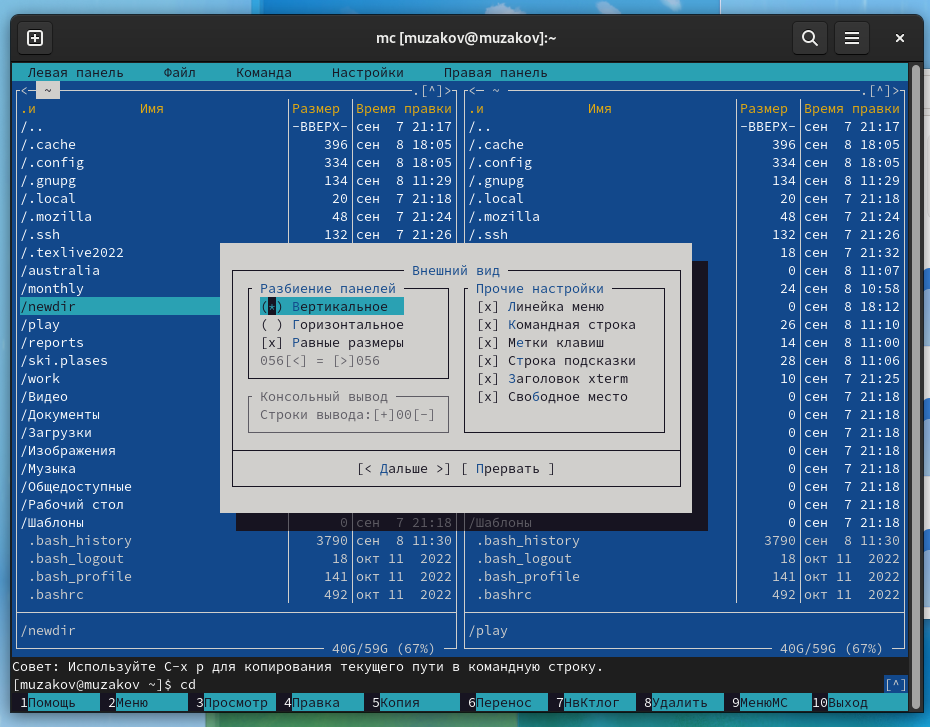 mc [muzakov@muzakov]:~
Левая панель Файл Команда Настройки Правая панель
<— ~ .[^]> <— ~ .[^]>
.и Имя Размер Время правки .и Имя Размер Время правки
/.. -ВВЕРХ- сен 7 21:17 /.. -ВВЕРХ- сен 7 21:17
/.cache 396 сен 8 18:05 /.cache 396 сен 8 18:05
/.config 334 сен 8 18:05 /.config 334 сен 8 18:05
/.gnupg 134 сен 8 11:29 /.gnupg 134 сен 8 11:29
/.local 20 сен 7 21:18 /.local 20 сен 7 21:18
/.mozilla 48 сен 7 21:24 /.mozilla 48 сен 7 21:24
/.ssh 132 сен 7 21:26 /.ssh 132 сен 7 21:26
/.texlive2022 18 сен 7 21:32
/australia Внешний вид 0 сен 8 11:07
/monthly Разбиение панелей Прочие настройки 24 сен 8 10:58
/newdir (*) Вертикальное [x] Линейка меню 0 сен 8 18:12
/play ( ) Горизонтальное [x] Командная строка 26 сен 8 11:10
/reports [x] Равные размеры [x] Метки клавиш 14 сен 8 11:00
/ski.plases 056[<] = [>]056 [x] Строка подсказки 28 сен 8 11:06
/work [x] Заголовок xterm 10 сен 7 21:25
/Видео Консольный вывод [x] Свободное место 0 сен 7 21:18
/Документы Строки вывода:[+]00[-] 0 сен 7 21:18
/Загрузки 0 сен 7 21:18
/Изображения 0 сен 7 21:18
/Музыка [< Дальше >] [ Прервать ] 0 сен 7 21:18
/Общедоступные 0 сен 7 21:18
/Рабочий стол 0 сен 7 21:18
/Шаблоны 0 сен 7 21:18 /Шаблоны 0 сен 7 21:18
.bash_history 3790 сен 8 11:30 .bash_history 3790 сен 8 11:30
.bash_logout 18 окт 11 2022 .bash_logout 18 окт 11 2022
.bash_profile 141 окт 11 2022 .bash_profile 141 окт 11 2022
.bashrc 492 окт 11 2022 .bashrc 492 окт 11 2022
/newdir /play
40G/59G (67%) 40G/59G (67%)
Совет: Используйте C-x p для копирования текущего пути в командную строку.
[muzakov@muzakov ~]$ cd [^]
1Помощь 2Меню 3Просмотр 4Правка 5Копия 6Перенос 7НвКтлог 8Удалить 9МенюМС 10Выход